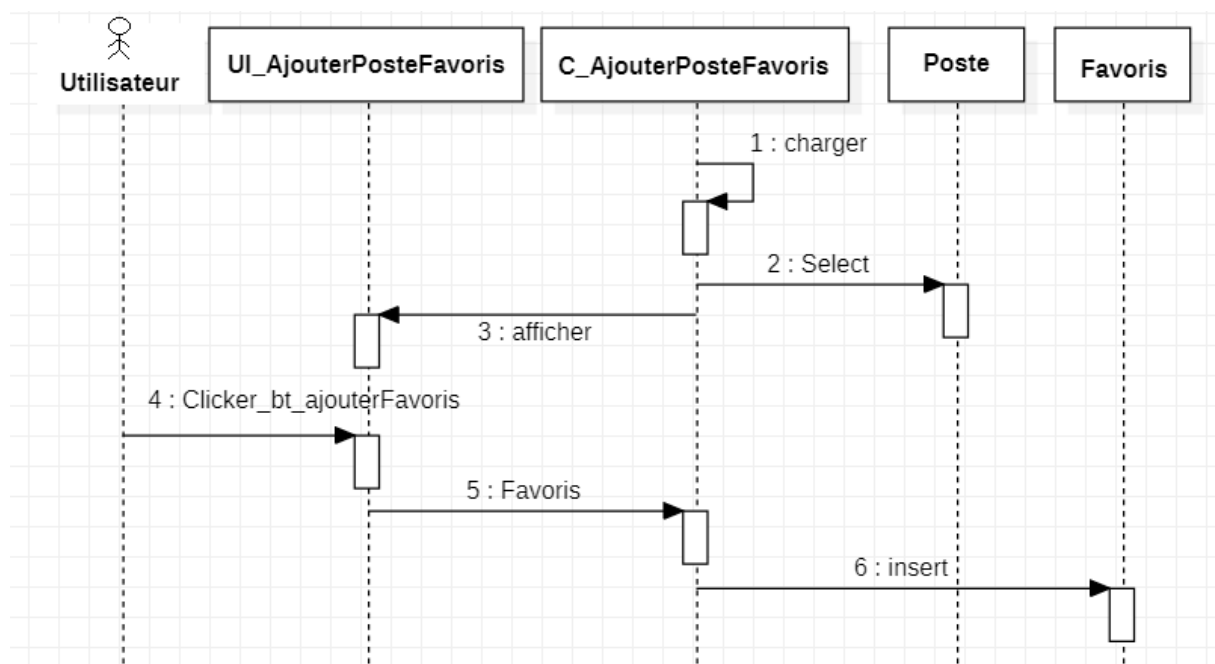 Utilisateur
UI_AjouterPosteFavoris
C_AjouterPosteFavoris
Poste
Favoris
1 : charger
2 : Select
3 : afficher
4 : Clicker_bt_ajouterFavoris
5 : Favoris
6 : insert